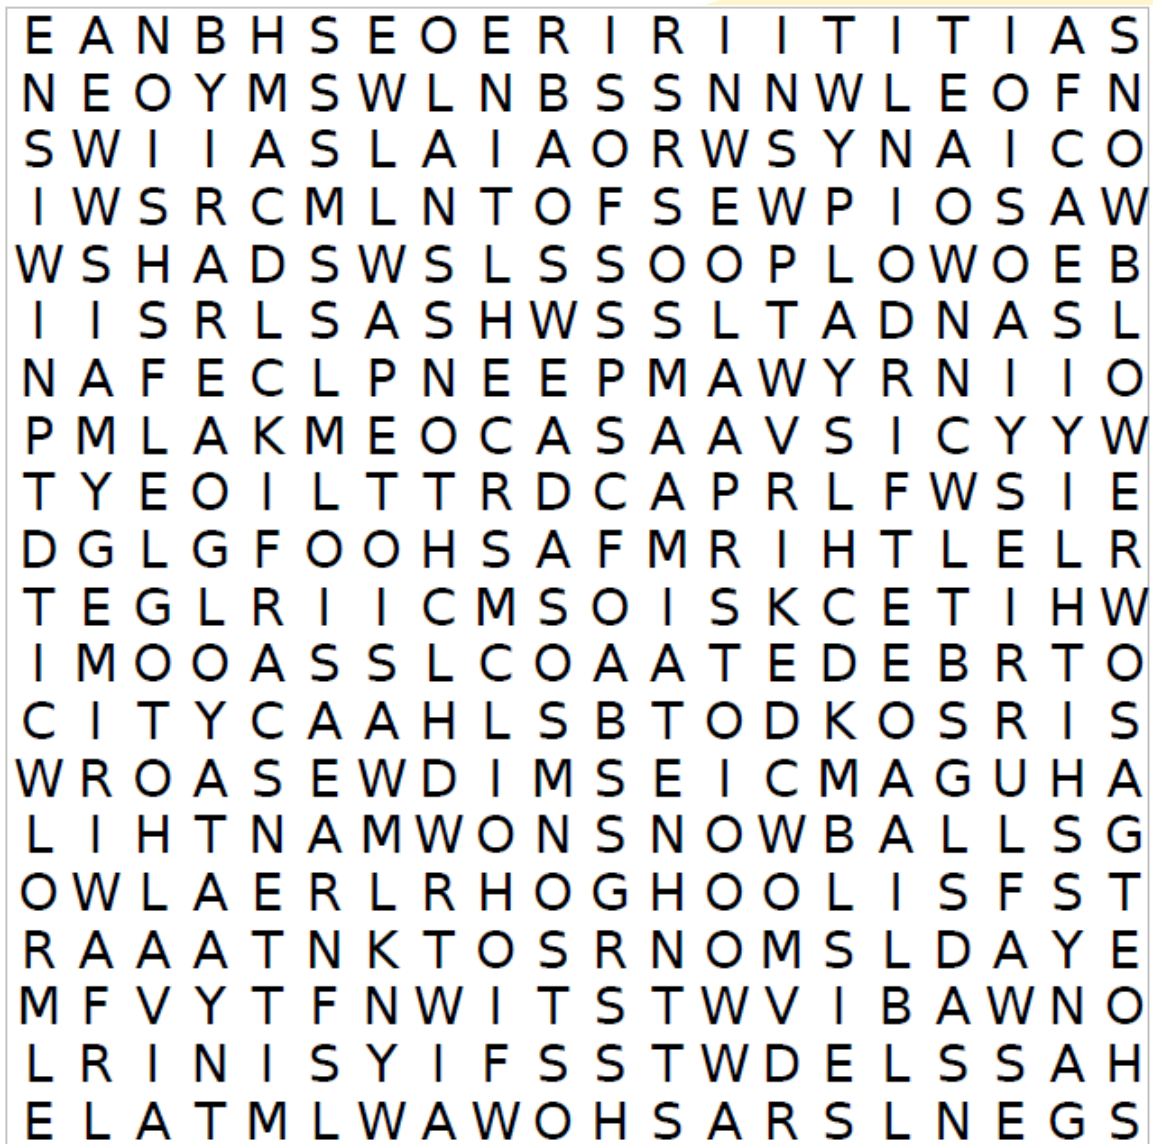 E A N B H S E O E R I R I I T I T I A S
N E O Y M S W L N B S S N N W L E O F N
S W I I A S L A I A O R W S Y N A I C O
I W S R C M L N T O F S E W P I O S A W
W S H A D S W S L S S O O P L O W O E B
I I S R L S A S H W S S L T A D N A S L
N A F E C L P N E E P M A W Y R N I I O
P M L A K M E O C A S A A V S I C Y Y W
T Y E O I L T T R D C A P R L F W S I E
D G L G F O O H S A F M R I H T L E L R
T E G L R I I C M S O I S K C E T I H W
I M O O A S S L C O A A T E D E B R T O
C I T Y C A A H L S B T O D K O S R I S
W R O A S E W D I M S E I C M A G U H A
L I H T N A M W O N S N O W B A L L S G
O W L A E R L R H O G H O O L I S F S T
R A A A T N K T O S R N O M S L D A Y E
M F V Y T F N W I T S T W V I B A W N O
L R I N I S Y I F S S T W D E L S S A H
E L A T M L W A W O H S A R S L N E G S